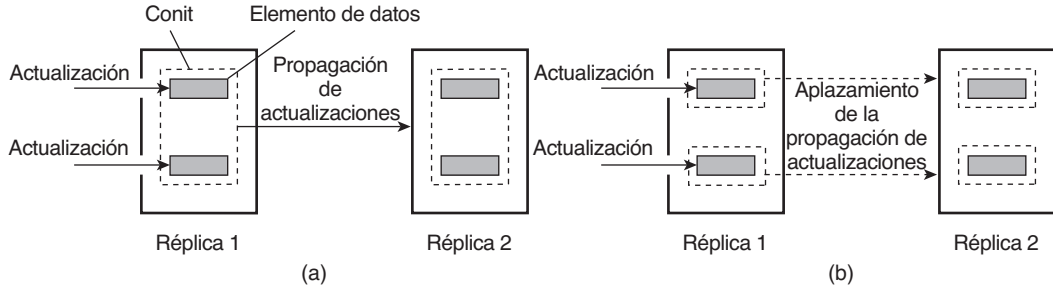 Conit
Elemento de datos
Actualización
Propagación
de
actualizaciones
Actualización
Réplica 1
Réplica 2
(a)
Actualización
Aplazamiento
de la
propagación de
actualizaciones
Actualización
Réplica 1
Réplica 2
(b)